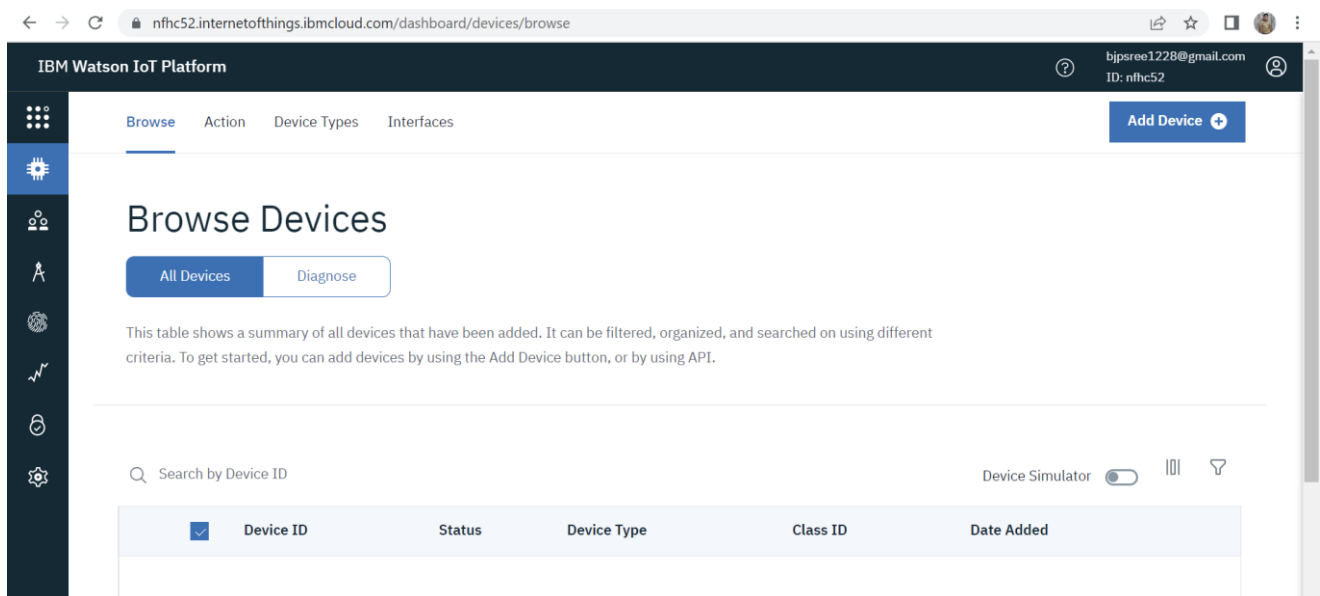 nfhc52.internetofthings.ibmcloud.com/dashboard/devices/browse
IBM Watson IoT Platform
bjpsree1228@gmail.com
ID: nfhc52
Browse Action Device Types Interfaces
Add Device
Browse Devices
All Devices Diagnose
This table shows a summary of all devices that have been added. It can be filtered, organized, and searched on using different
criteria. To get started, you can add devices by using the Add Device button, or by using API.
Search by Device ID
Device Simulator
Device ID Status Device Type Class ID Date Added